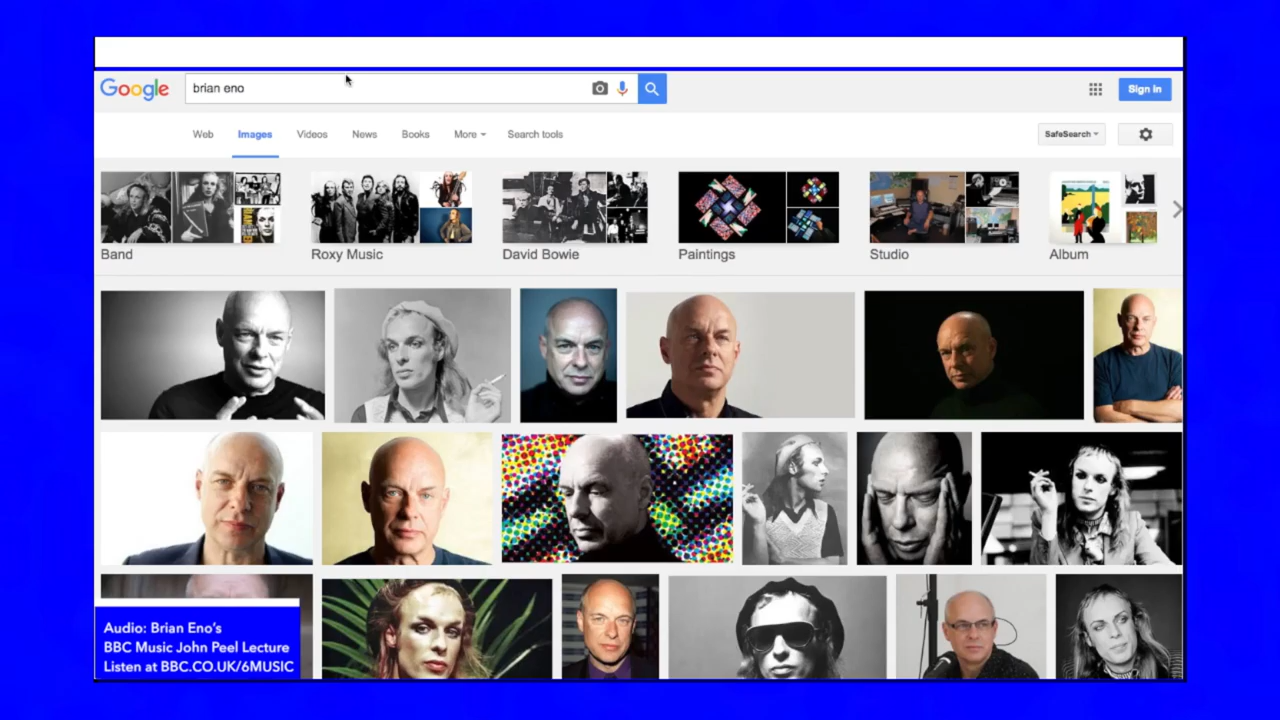 Google
brian eno
Sign in
Web Images Videos News Books More Search tools
SafeSearch
Band
Roxy Music
David Bowie
Paintings
Studio
Album
Audio: Brian Eno's
BBC Music John Peel Lecture
Listen at BBC.CO.UK/6MUSIC